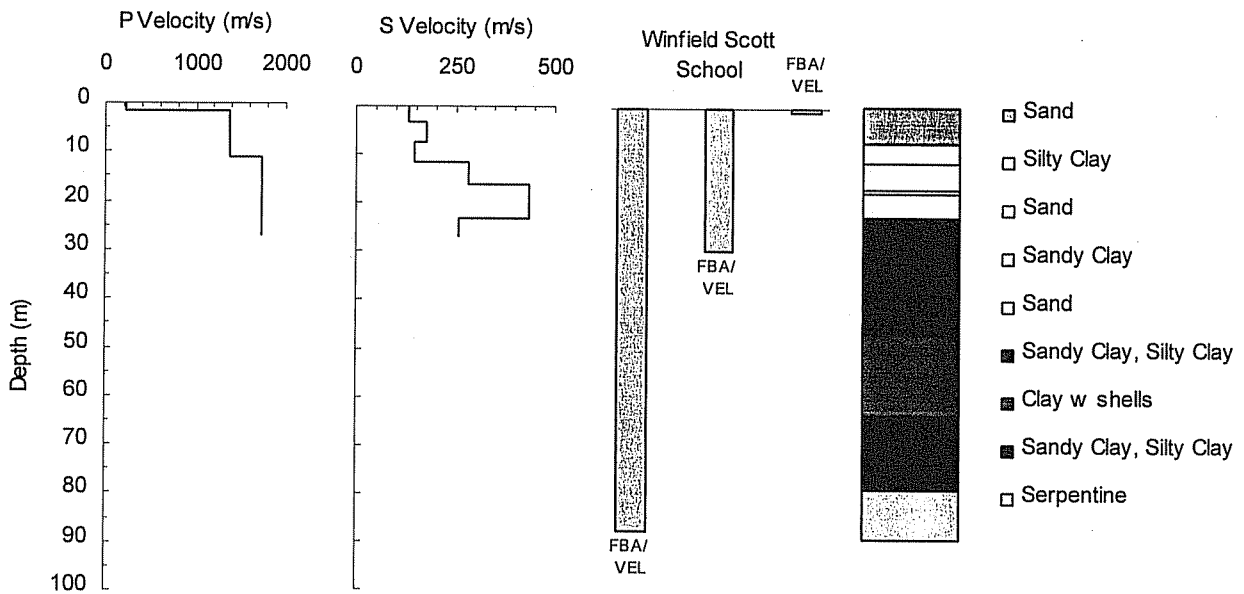 P Velocity (m/s)
0 1000 2000
S Velocity (m/s)
0 250 500
Winfield Scott
School
FBA/
VEL
Depth (m)
0
10
20
30
40
50
60
70
80
90
100
FBA/
VEL
FBA/
VEL
Sand
Silty Clay
Sand
Sandy Clay
Sand
Sandy Clay, Silty Clay
Clay w shells
Sandy Clay, Silty Clay
Serpentine